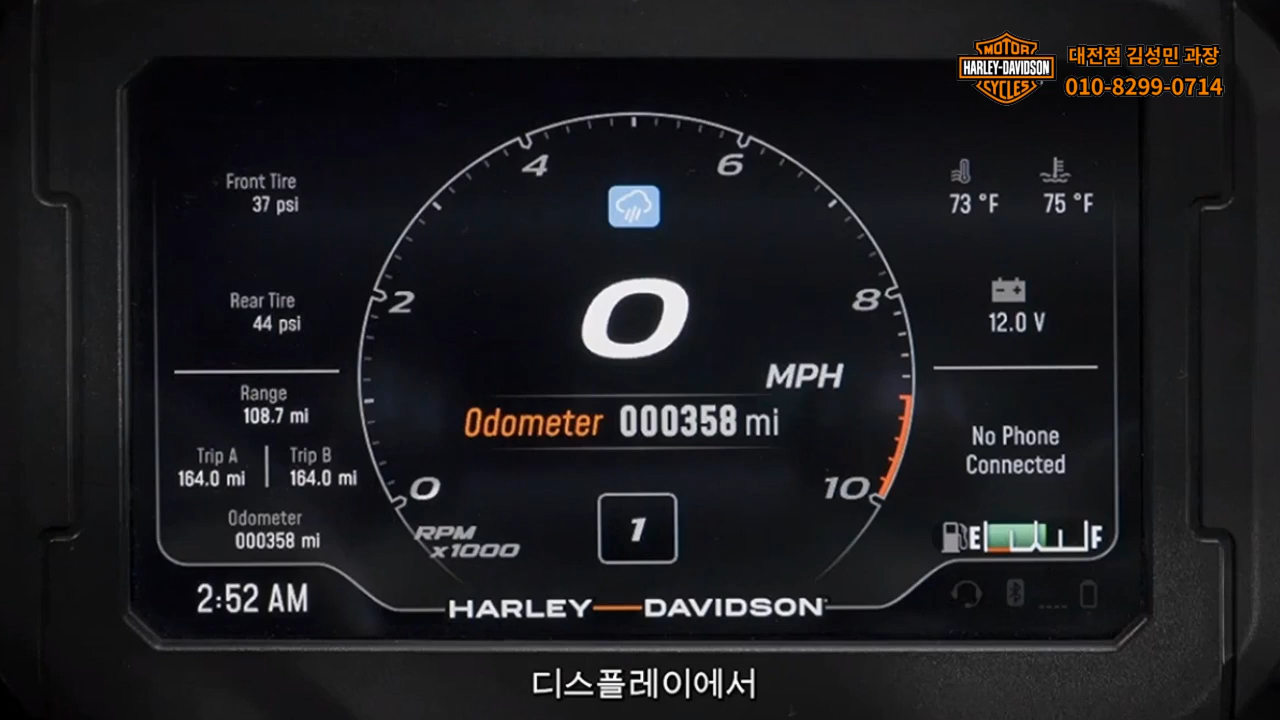 MOTOR
HARLEY-DAVIDSON
CYCLES
대전점 김성민 과장
010-8299-0714
Front Tire
37 psi
Rear Tire
44 psi
Range
108.7 mi
Trip A
164.0 mi
Trip B
164.0 mi
Odometer
000358 mi
2:52 AM
0
2
4
6
8
10
RPM
x1000
0
MPH
Odometer 000358 mi
1
HARLEY-DAVIDSON
73 °F
75 °F
12.0 V
No Phone
Connected
E F
디스플레이에서